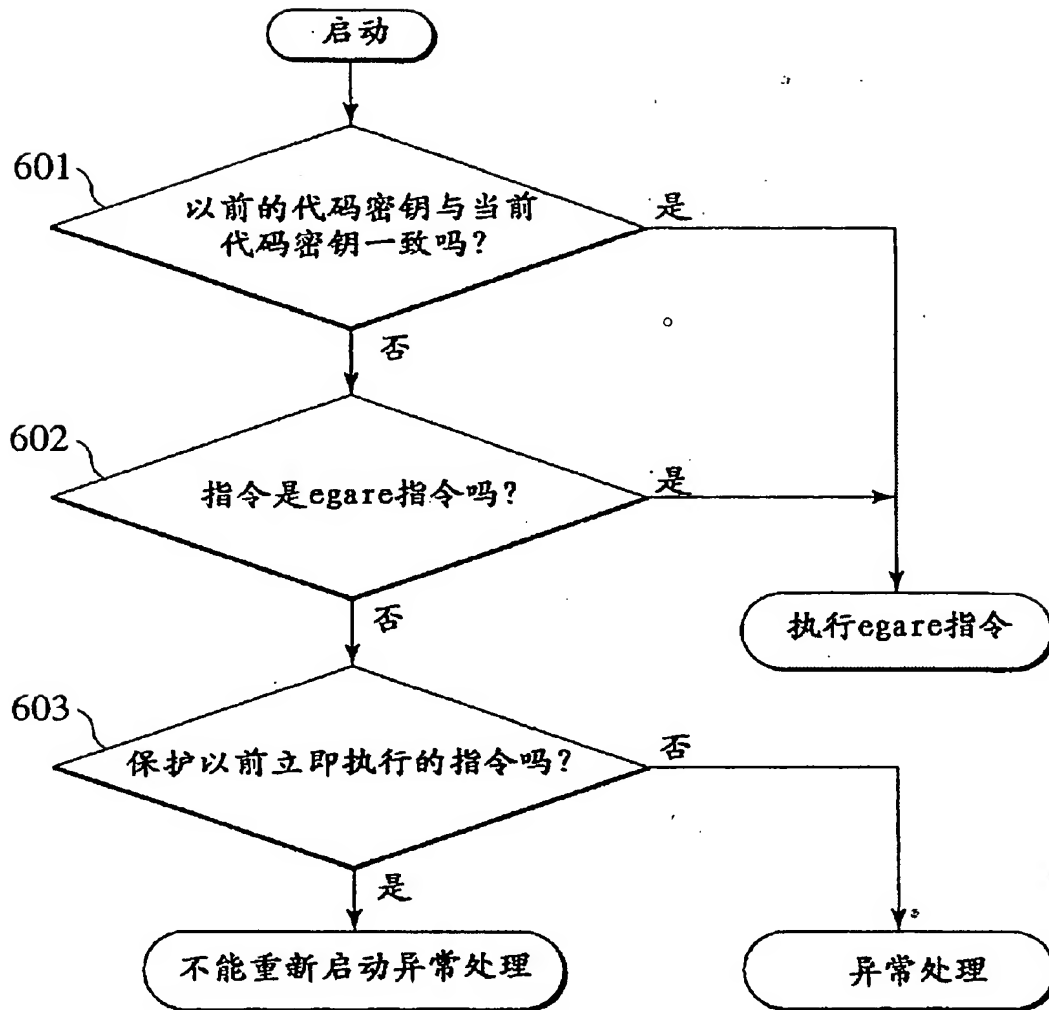 启动
601
以前的代码密钥与当前
代码密钥一致吗?
是
否
602
指令是egare指令吗?
是
否
执行egare指令
603
保护以前立即执行的指令吗?
否
是
不能重新启动异常处理
异常处理